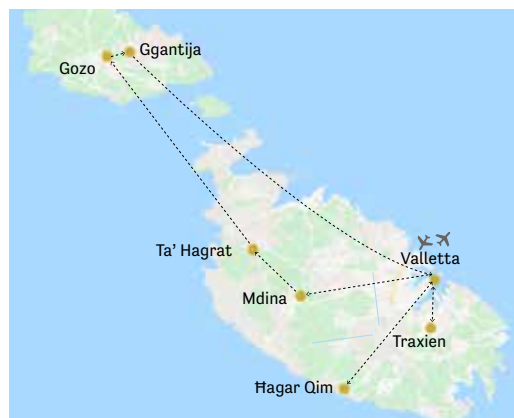 Ggantija
Gozo
Ta’ Hagrat
Valletta
Mdina
Traxien
Ħagar Qim